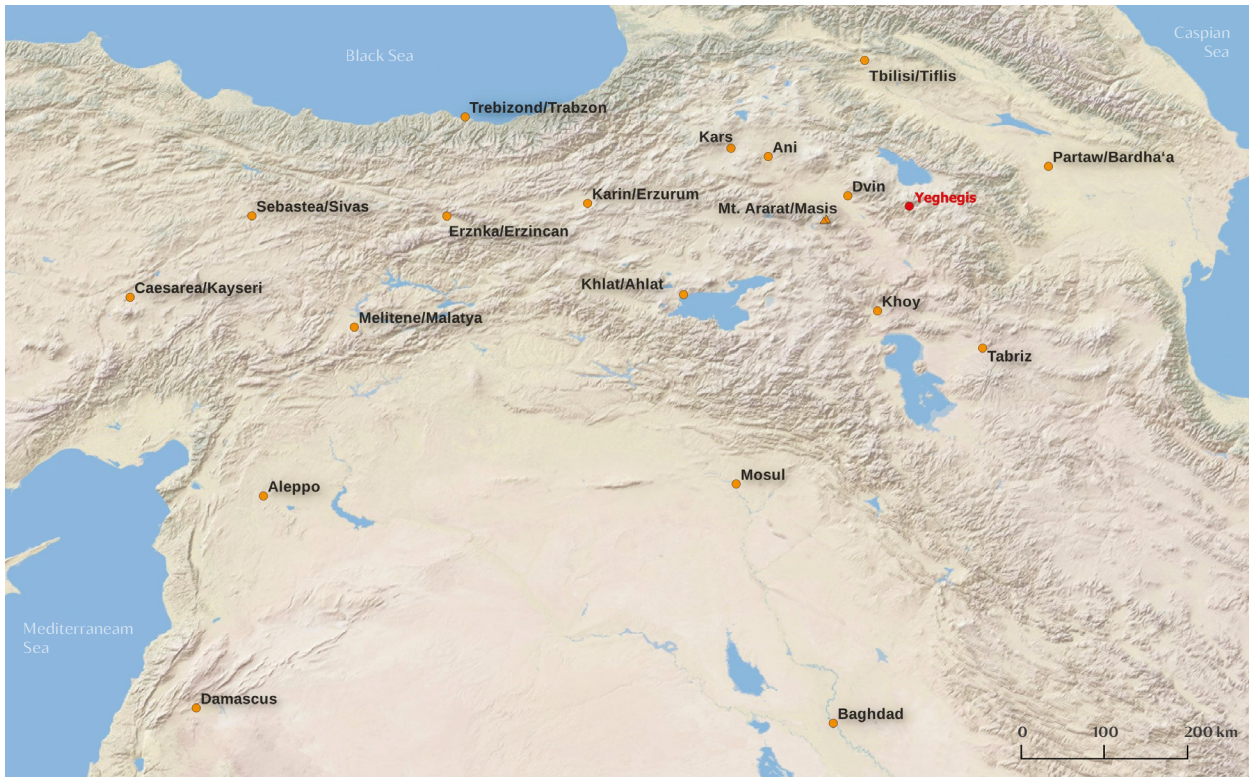 Black Sea
Caspian
Sea
Tbilisi/Tiflis
Trebizond/Trabzon
Kars
Ani
Partaw/Bardha‘a
Dvin
Karin/Erzurum
Yeghegis
Sebastea/Sivas
Mt. Ararat/Masis
Erznka/Erzincan
Khlat/Ahlat
Caesarea/Kayseri
Khoy
Melitene/Malatya
Tabriz
Mosul
Aleppo
Mediterraneam
Sea
Damascus
Baghdad
0 100 200 km